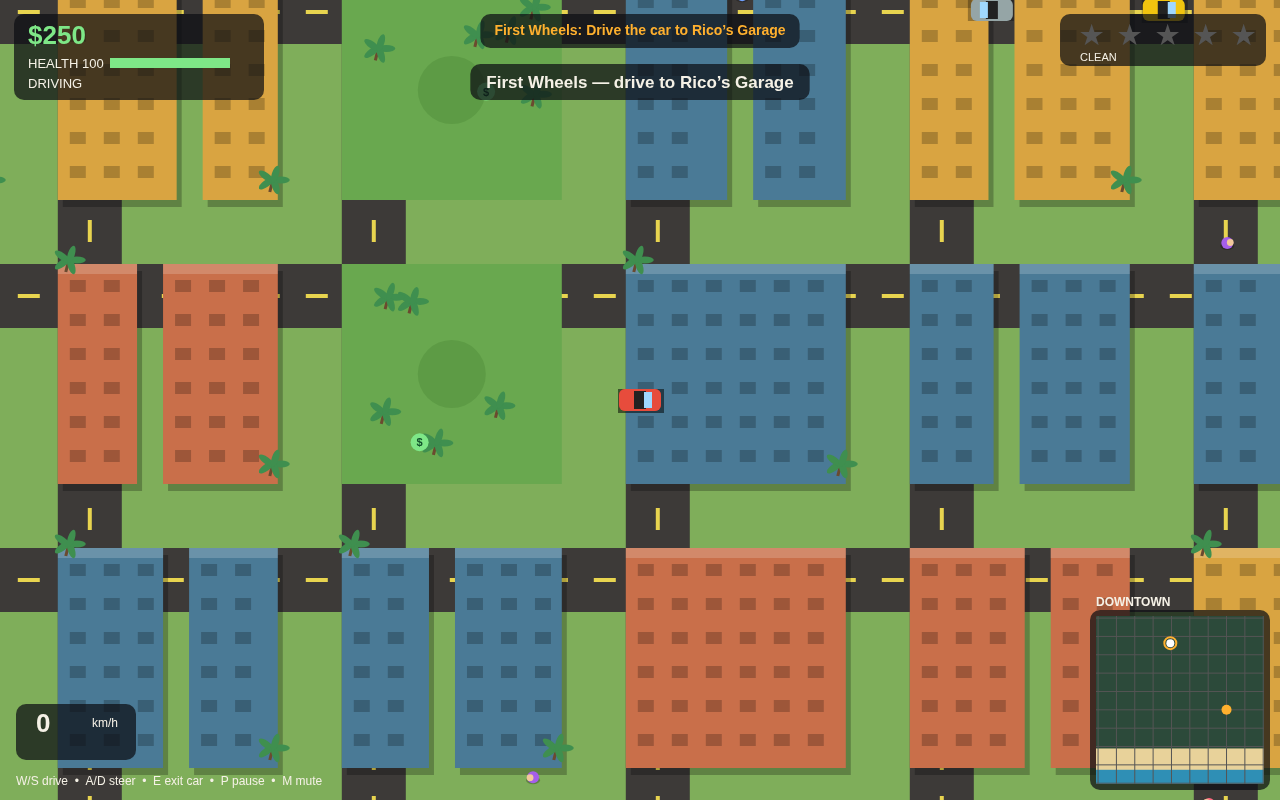 $250
HEALTH 100
DRIVING
First Wheels: Drive the car to Rico’s Garage
First Wheels — drive to Rico’s Garage
★ ★ ★ ★ ★
CLEAN
$
$
DOWNTOWN
0 km/h
W/S drive • A/D steer • E exit car • P pause • M mute